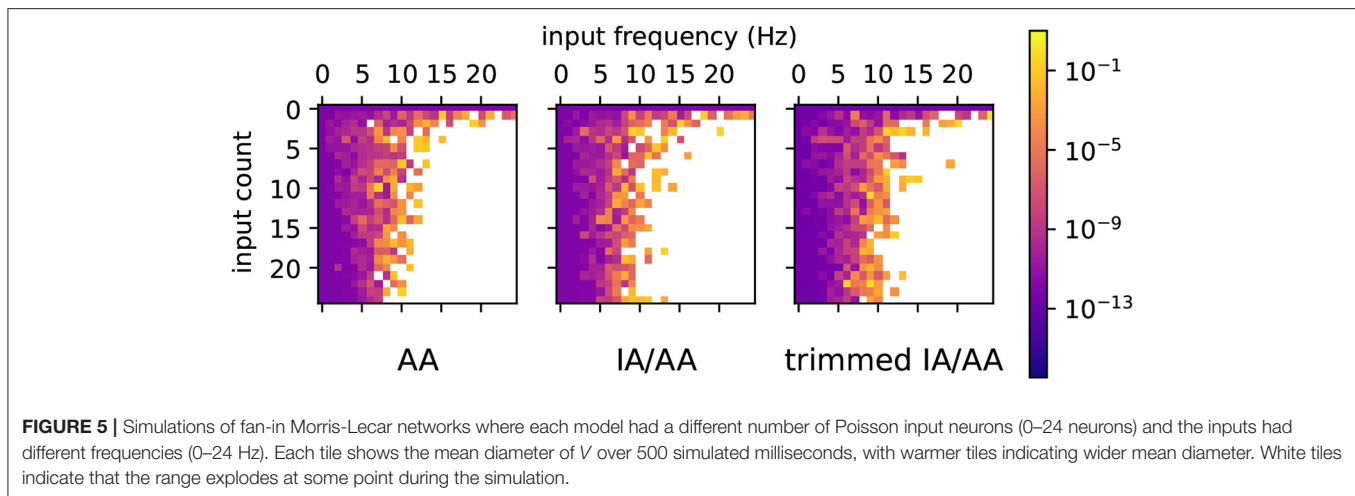 input frequency (Hz)
0 5 10 15 20 0 5 10 15 20 0 5 10 15 20
input count
0
5
10
15
20
10^-1
10^-5
10^-9
10^-13
AA IA/AA trimmed IA/AA
FIGURE 5 | Simulations of fan-in Morris-Lecar networks where each model had a different number of Poisson input neurons (0–24 neurons) and the inputs had
different frequencies (0–24 Hz). Each tile shows the mean diameter of V over 500 simulated milliseconds, with warmer tiles indicating wider mean diameter. White tiles
indicate that the range explodes at some point during the simulation.